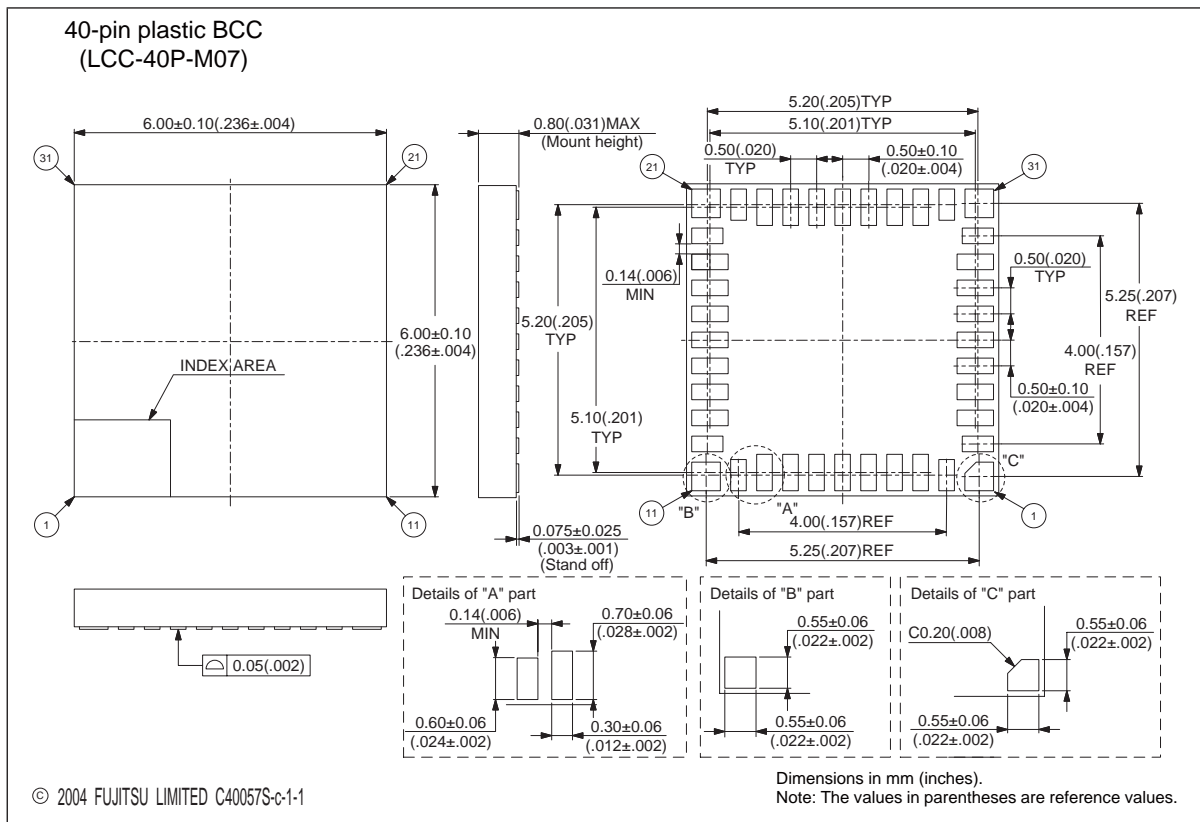 40-pin plastic BCC
(LCC-40P-M07)
6.00±0.10(.236±.004)
0.80(.031)MAX
(Mount height)
5.20(.205)TYP
5.10(.201)TYP
0.50(.020)
TYP
0.50±0.10
(.020±.004)
31
21
21
31
0.14(.006)
MIN
0.50(.020)
TYP
5.25(.207)
REF
5.20(.205)
TYP
6.00±0.10
(.236±.004)
4.00(.157)
REF
INDEX AREA
0.50±0.10
(.020±.004)
5.10(.201)
TYP
"C"
1
11
11
"B"
"A"
1
4.00(.157)REF
0.075±0.025
(.003±.001)
(Stand off)
5.25(.207)REF
0.05(.002)
Details of "A" part
0.14(.006)
MIN
0.70±0.06
(.028±.002)
0.60±0.06
(.024±.002)
0.30±0.06
(.012±.002)
Details of "B" part
0.55±0.06
(.022±.002)
0.55±0.06
(.022±.002)
Details of "C" part
C0.20(.008)
0.55±0.06
(.022±.002)
0.55±0.06
(.022±.002)
© 2004 FUJITSU LIMITED C40057S-c-1-1
Dimensions in mm (inches).
Note: The values in parentheses are reference values.